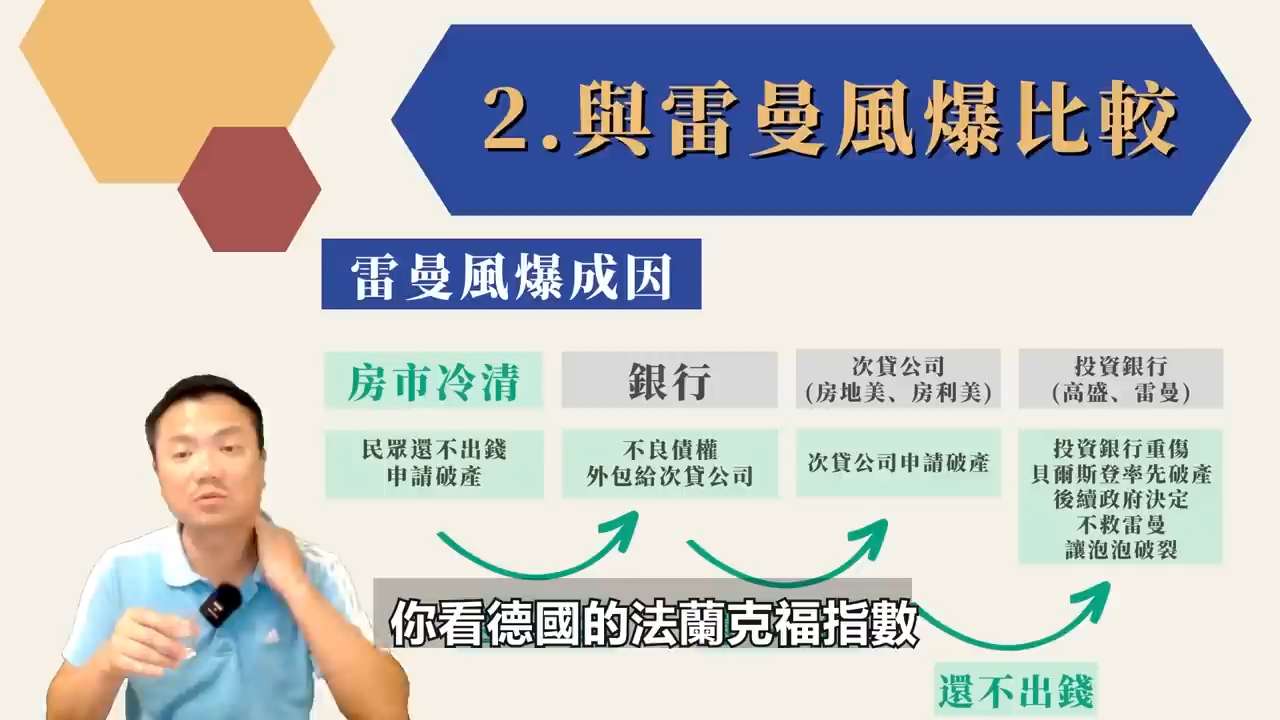 2.與雷曼風爆比較
雷曼風爆成因
房市冷清
民眾還不出錢
申請破產
銀行
不良債權
外包給次貸公司
次貸公司
(房地美、房利美)
次貸公司申請破產
投資銀行
(高盛、雷曼)
投資銀行重傷
貝爾斯登率先破產
後續政府決定
不救雷曼
讓泡泡破裂
你看德國的法蘭克福指數
還不出錢